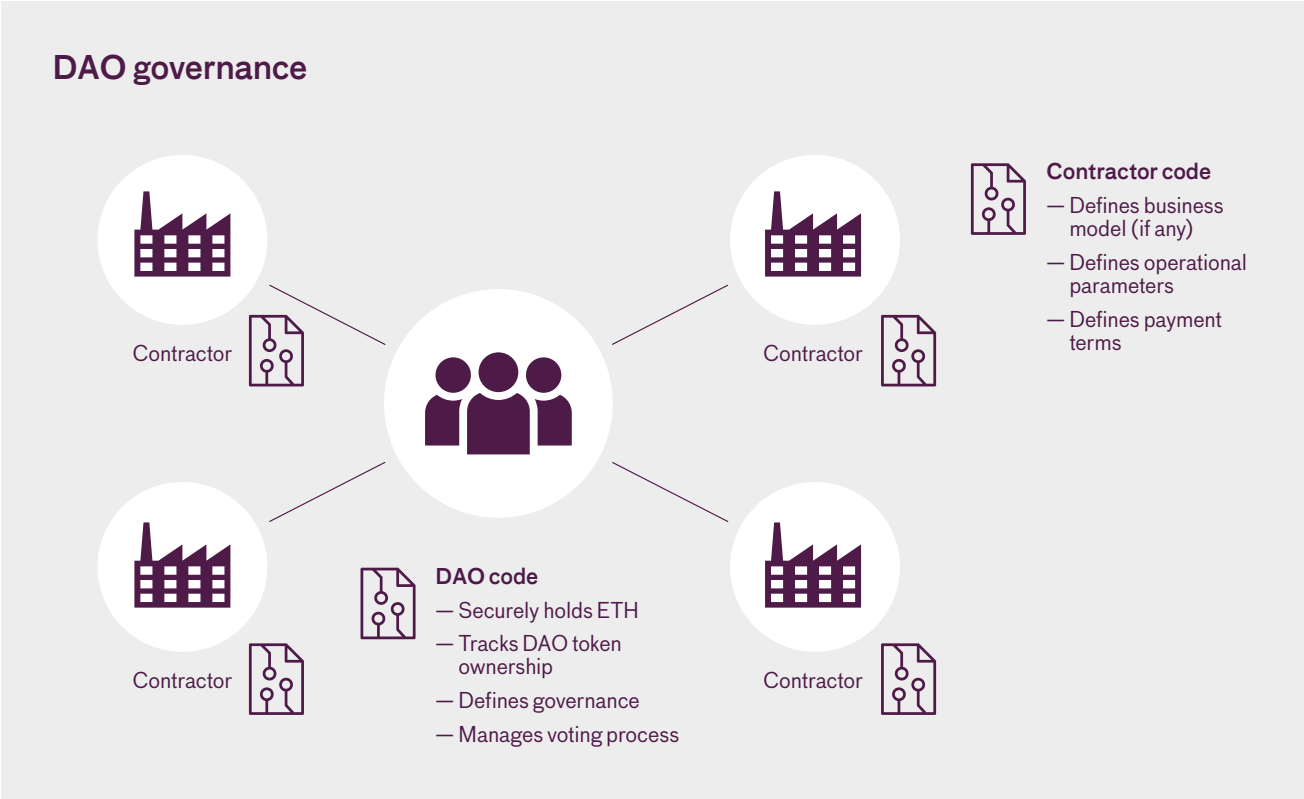 DAO governance
Contractor
Contractor
Contractor code
— Defines business
model (if any)
— Defines operational
parameters
— Defines payment
terms
Contractor
DAO code
— Securely holds ETH
— Tracks DAO token
ownership
— Defines governance
— Manages voting process
Contractor